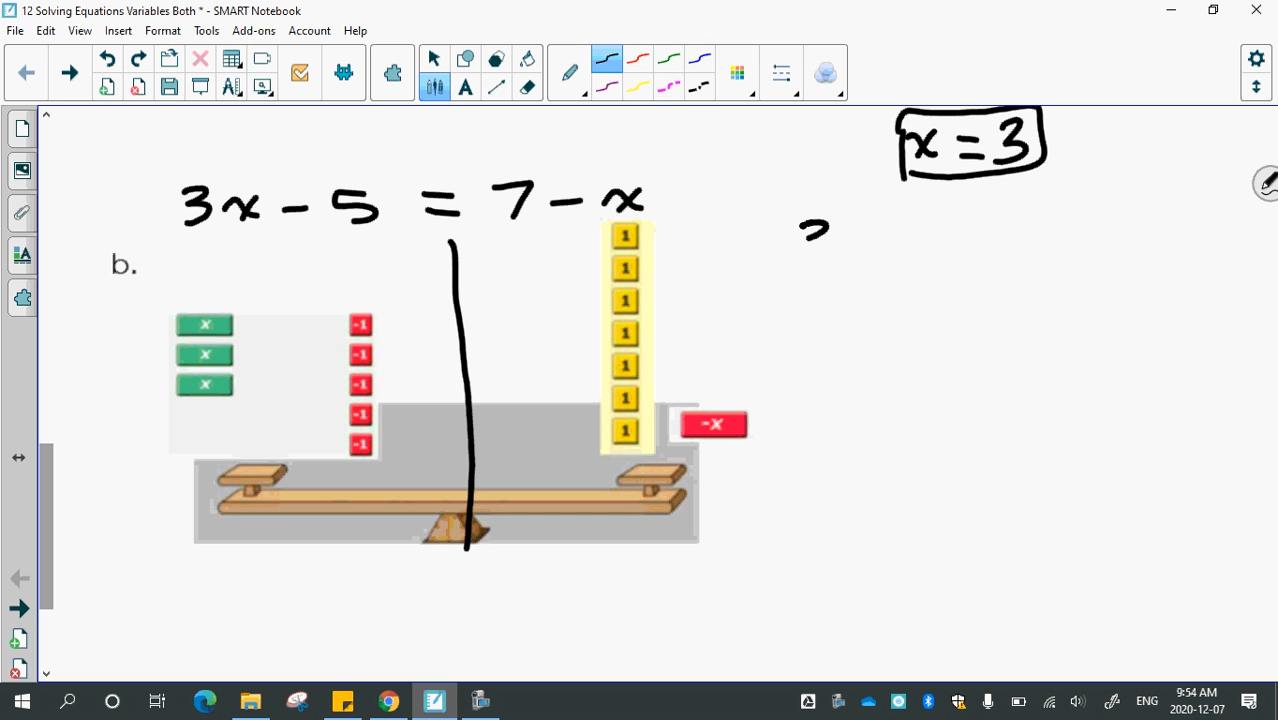 12 Solving Equations Variables Both * - SMART Notebook
File Edit View Insert Format Tools Add-ons Account Help
x = 3
3x - 5 = 7 - x
b.
1
1
1
1
1
1
1
x -1
x -1
x -1
-1
-1
-x
ENG
9:54 AM
2020-12-07